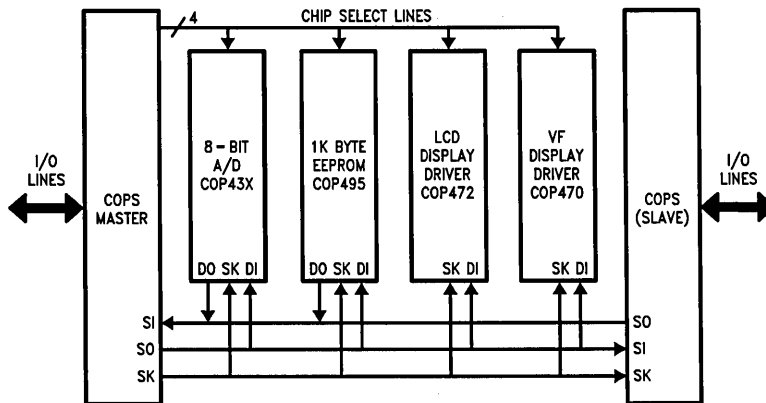 4
CHIP SELECT LINES
I/O
LINES
COPS
MASTER
8-BIT
A/D
COP43X
DO SK DI
1K BYTE
EEPROM
COP495
DO SK DI
LCD
DISPLAY
DRIVER
COP472
SK DI
VF
DISPLAY
DRIVER
COP470
SK DI
COPS
(SLAVE)
I/O
LINES
SI
SO
SK
SO
SI
SK